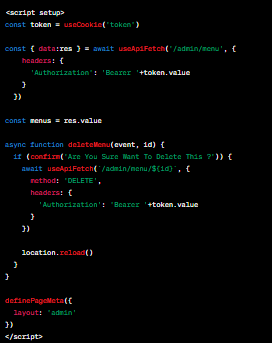 <script setup>
const token = useCookie('token')
const { data:res } = await useApiFetch('/admin/menu', {
headers: {
'Authorization': 'Bearer '+token.value
}
})
const menus = res.value
async function deleteMenu(event, id) {
if (confirm('Are You Sure Want To Delete This ?')) {
await useApiFetch(`/admin/menu/${id}`, {
method: 'DELETE',
headers: {
'Authorization': 'Bearer '+token.value
}
})
location.reload()
}
}
definePageMeta({
layout: 'admin'
})
</script>